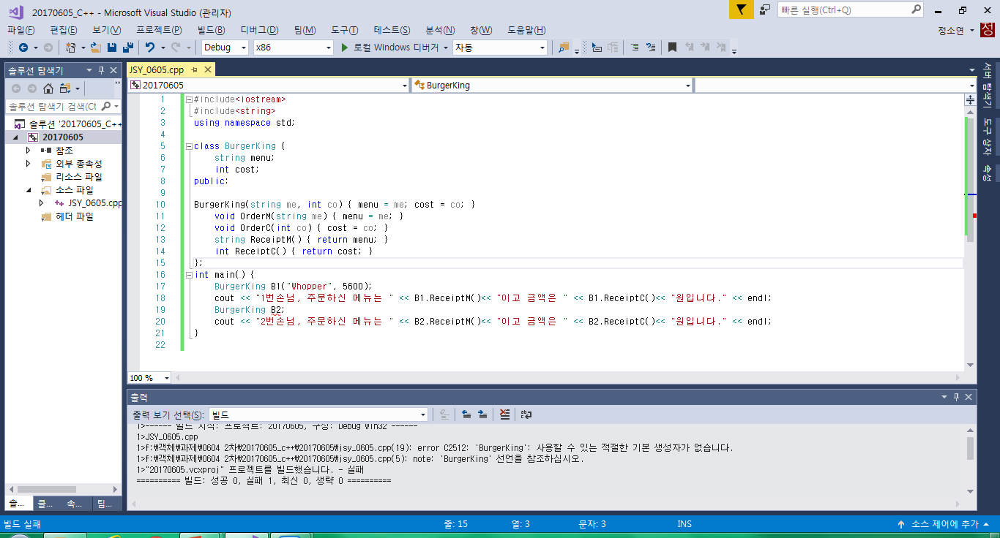 20170605_C++ - Microsoft Visual Studio (관리자)
빠른 실행(Ctrl+Q)
파일(F) 편집(E) 보기(V) 프로젝트(P) 빌드(B) 디버그(D) 팀(M) 도구(T) 테스트(S) 분석(N) 창(W) 도움말(H)
정소연 정
Debug x86 로컬 Windows 디버거 자동
솔루션 탐색기
솔루션 탐색기 검색(Ct
솔루션 '20170605_C++
20170605
참조
외부 종속성
리소스 파일
소스 파일
JSY_0605.cpp
헤더 파일
솔... 클... 속... 팀...
JSY_0605.cpp
20170605 BurgerKing
1 #include<iostream>
2 #include<string>
3 using namespace std;
4
5 class BurgerKing {
6 string menu;
7 int cost;
8 public:
9
10 BurgerKing(string me, int co) { menu = me; cost = co; }
11 void OrderM(string me) { menu = me; }
12 void OrderC(int co) { cost = co; }
13 string ReceiptM() { return menu; }
14 int ReceiptC() { return cost; }
15 };
16 int main() {
17 BurgerKing B1("Whopper", 5600);
18 cout << "1번손님, 주문하신 메뉴는 " << B1.ReceiptM()<< "이고 금액은 " << B1.ReceiptC()<< "원입니다." << endl;
19 BurgerKing B2;
20 cout << "2번손님, 주문하신 메뉴는 " << B2.ReceiptM()<< "이고 금액은 " << B2.ReceiptC()<< "원입니다." << endl;
21 }
22
100 %
서버 탐색기
도구 상자
속성
출력
출력 보기 선택(S): 빌드
1>------ 빌드 시작: 프로젝트: 20170605, 구성: Debug Win32 ------
1>JSY_0605.cpp
1>f:\객체\과제\0604 2차\20170605_c++\20170605\jsy_0605.cpp(19): error C2512: 'BurgerKing': 사용할 수 있는 적절한 기본 생성자가 없습니다.
1>f:\객체\과제\0604 2차\20170605_c++\20170605\jsy_0605.cpp(5): note: 'BurgerKing' 선언을 참조하십시오.
1>"20170605.vcxproj" 프로젝트를 빌드했습니다. - 실패
========== 빌드: 성공 0, 실패 1, 최신 0, 생략 0 ==========
빌드 실패 줄: 15 열: 3 문자: 3 INS 소스 제어에 추가